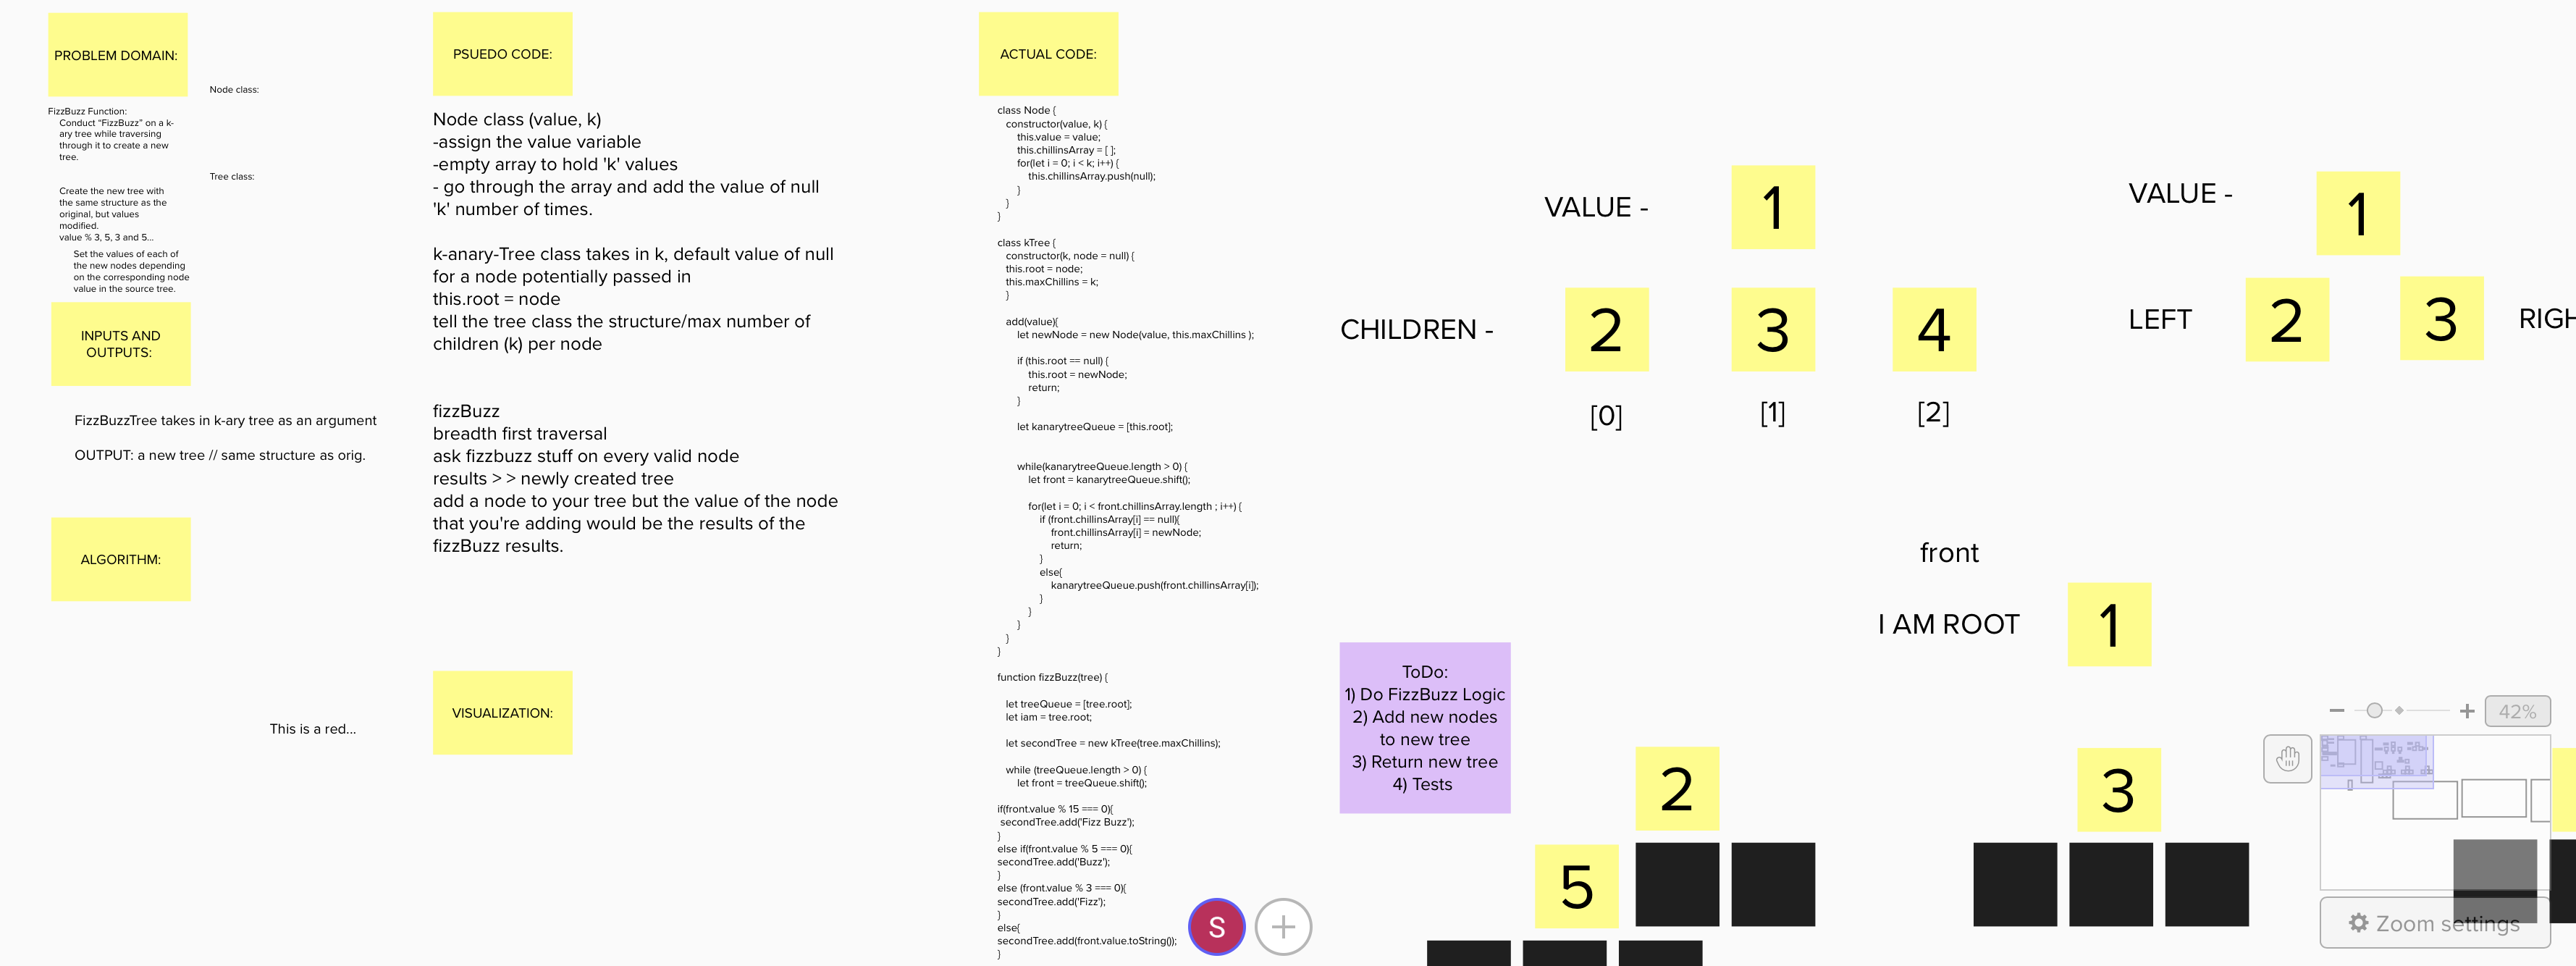 PROBLEM DOMAIN:
Node class:
FizzBuzz Function:
Conduct “FizzBuzz” on a k-
ary tree while traversing
through it to create a new
tree.
Tree class:
Create the new tree with
the same structure as the
original, but values
modified.
value % 3, 5, 3 and 5...
Set the values of each of
the new nodes depending
on the corresponding node
value in the source tree.
INPUTS AND
OUTPUTS:
FizzBuzzTree takes in k-ary tree as an argument
OUTPUT: a new tree // same structure as orig.
ALGORITHM:
This is a red...
PSUEDO CODE:
Node class (value, k)
-assign the value variable
-empty array to hold 'k' values
- go through the array and add the value of null
'k' number of times.
k-anary-Tree class takes in k, default value of null
for a node potentially passed in
this.root = node
tell the tree class the structure/max number of
children (k) per node
fizzBuzz
breadth first traversal
ask fizzbuzz stuff on every valid node
results > > newly created tree
add a node to your tree but the value of the node
that you're adding would be the results of the
fizzBuzz results.
VISUALIZATION:
ACTUAL CODE:
class Node {
constructor(value, k) {
this.value = value;
this.chillinsArray = [ ];
for(let i = 0; i < k; i++) {
this.chillinsArray.push(null);
}
}
}
class kTree {
constructor(k, node = null) {
this.root = node;
this.maxChillins = k;
}
add(value){
let newNode = new Node(value, this.maxChillins );
if (this.root == null) {
this.root = newNode;
return;
}
let kanarytreeQueue = [this.root];
while(kanarytreeQueue.length > 0) {
let front = kanarytreeQueue.shift();
for(let i = 0; i < front.chillinsArray.length ; i++) {
if (front.chillinsArray[i] == null){
front.chillinsArray[i] = newNode;
return;
}
else{
kanarytreeQueue.push(front.chillinsArray[i]);
}
}
}
}
}
function fizzBuzz(tree) {
let treeQueue = [tree.root];
let iam = tree.root;
let secondTree = new kTree(tree.maxChillins);
while (treeQueue.length > 0) {
let front = treeQueue.shift();
if(front.value % 15 === 0){
secondTree.add('Fizz Buzz');
}
else if(front.value % 5 === 0){
secondTree.add('Buzz');
}
else (front.value % 3 === 0){
secondTree.add('Fizz');
}
else{
secondTree.add(front.value.toString());
}
S
VALUE - 1
CHILDREN - 2 3 4
[0] [1] [2]
VALUE - 1
LEFT 2 3 RIGH
front
I AM ROOT 1
ToDo:
1) Do FizzBuzz Logic
2) Add new nodes
to new tree
3) Return new tree
4) Tests
2 3
5
42%
Zoom settings